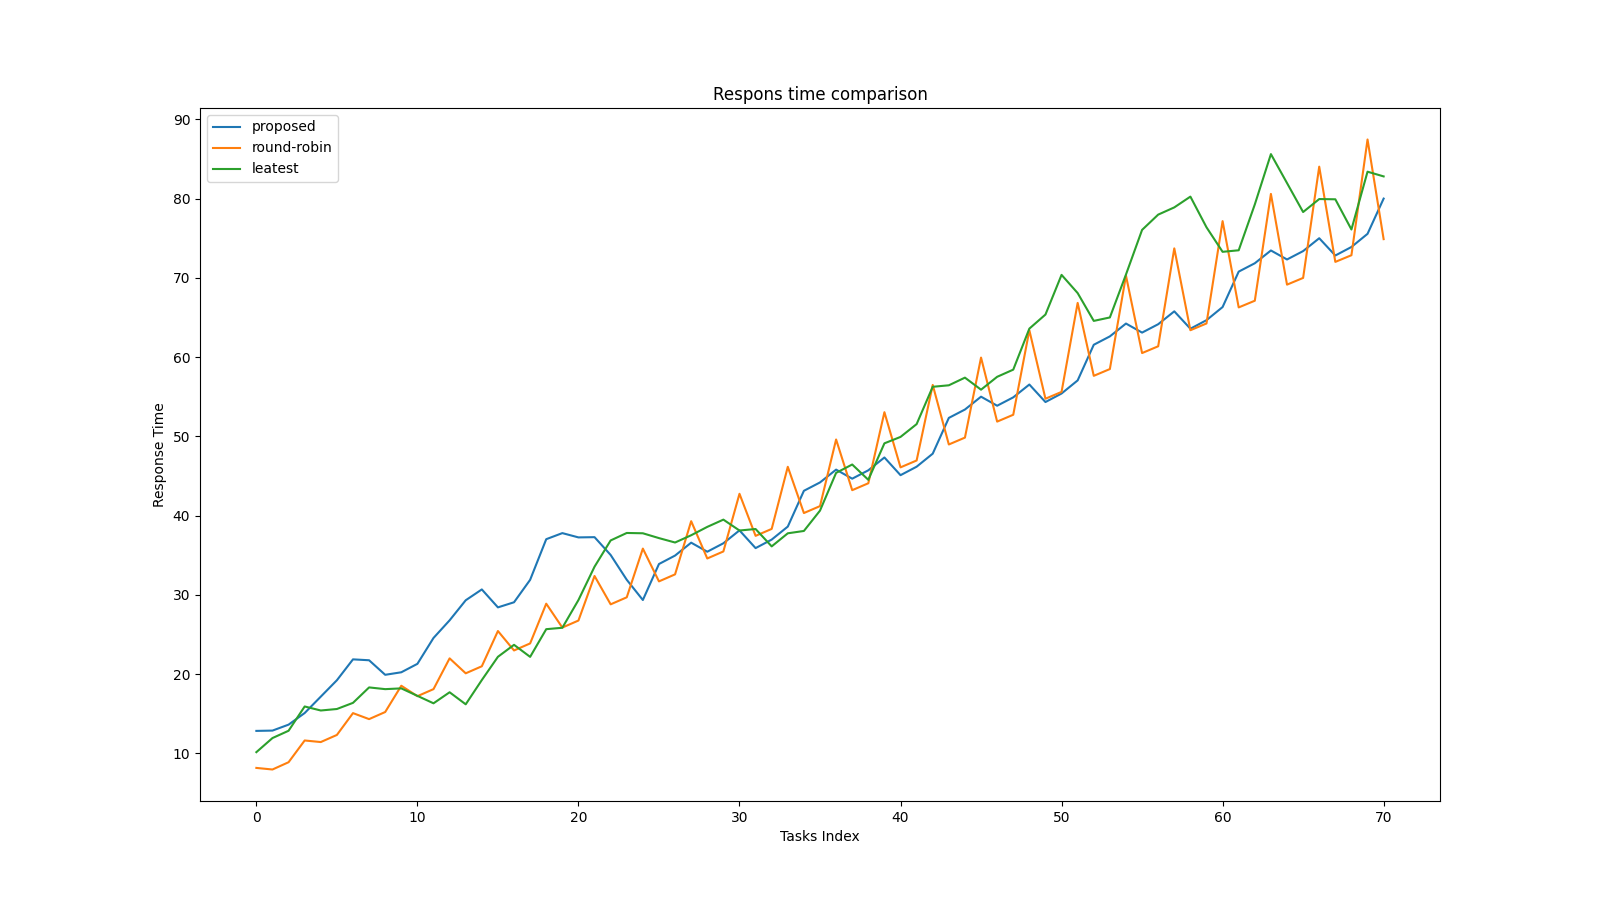 Respons time comparison
proposed
round-robin
leatest
90
80
70
60
50
40
30
20
10
Response Time
0 10 20 30 40 50 60 70
Tasks Index